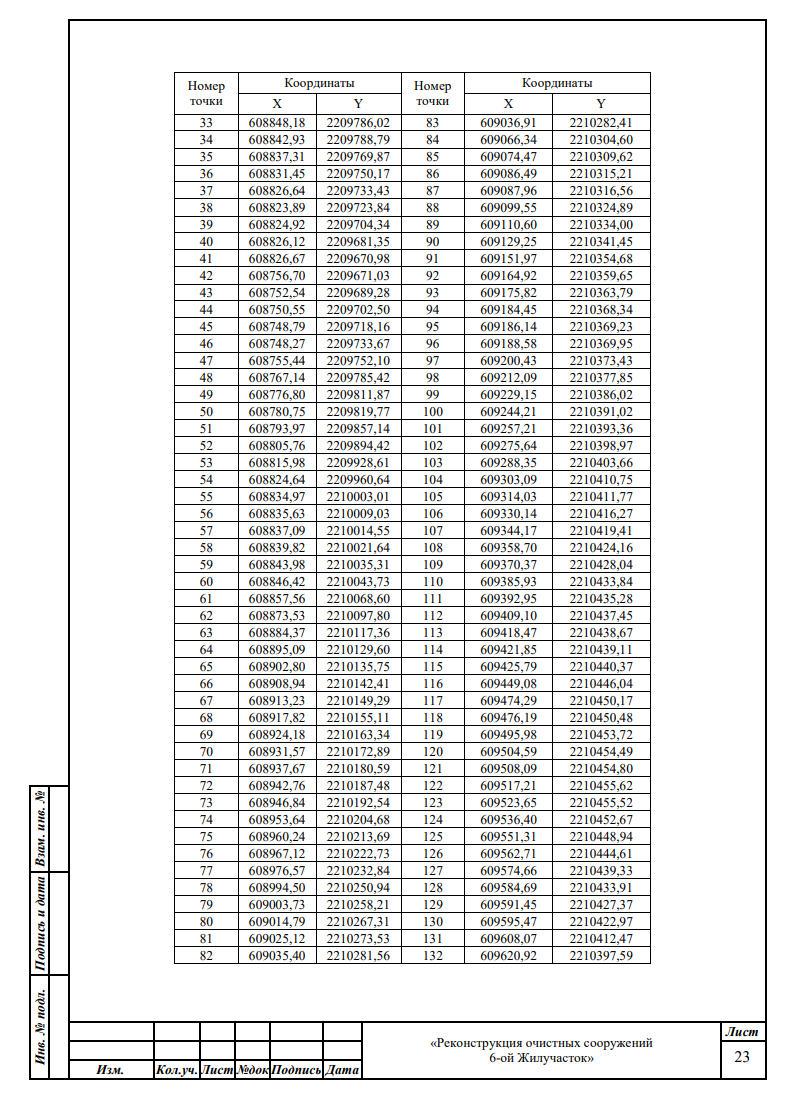 Номер точки Координаты Номер точки Координаты
X Y X Y
33 608848,18 2209786,02 83 609036,91 2210282,41
34 608842,93 2209788,79 84 609066,34 2210304,60
35 608837,31 2209769,87 85 609074,47 2210309,62
36 608831,45 2209750,17 86 609086,49 2210315,21
37 608826,64 2209733,43 87 609087,96 2210316,56
38 608823,89 2209723,84 88 609099,55 2210324,89
39 608824,92 2209704,34 89 609110,60 2210334,00
40 608826,12 2209681,35 90 609129,25 2210341,45
41 608826,67 2209670,98 91 609151,97 2210354,68
42 608756,70 2209671,03 92 609164,92 2210359,65
43 608752,54 2209689,28 93 609175,82 2210363,79
44 608750,55 2209702,50 94 609184,45 2210368,34
45 608748,79 2209718,16 95 609186,14 2210369,23
46 608748,27 2209733,67 96 609188,58 2210369,95
47 608755,44 2209752,10 97 609200,43 2210373,43
48 608767,14 2209785,42 98 609212,09 2210377,85
49 608776,80 2209811,87 99 609229,15 2210386,02
50 608780,75 2209819,77 100 609244,21 2210391,02
51 608793,97 2209857,14 101 609257,21 2210393,36
52 608805,76 2209894,42 102 609275,64 2210398,97
53 608815,98 2209928,61 103 609288,35 2210403,66
54 608824,64 2209960,64 104 609303,09 2210410,75
55 608834,97 2210003,01 105 609314,03 2210411,77
56 608835,63 2210009,03 106 609330,14 2210416,27
57 608837,09 2210014,55 107 609344,17 2210419,41
58 608839,82 2210021,64 108 609358,70 2210424,16
59 608843,98 2210035,31 109 609370,37 2210428,04
60 608846,42 2210043,73 110 609385,93 2210433,84
61 608857,56 2210068,60 111 609392,95 2210435,28
62 608873,53 2210097,80 112 609409,10 2210437,45
63 608884,37 2210117,36 113 609418,47 2210438,67
64 608895,09 2210129,60 114 609421,85 2210439,11
65 608902,80 2210135,75 115 609425,79 2210440,37
66 608908,94 2210142,41 116 609449,08 2210446,04
67 608913,23 2210149,29 117 609474,29 2210450,17
68 608917,82 2210155,11 118 609476,19 2210450,48
69 608924,18 2210163,34 119 609495,98 2210453,72
70 608931,57 2210172,89 120 609504,59 2210454,49
71 608937,67 2210180,59 121 609508,09 2210454,80
72 608942,76 2210187,48 122 609517,21 2210455,62
73 608946,84 2210192,54 123 609523,65 2210455,52
74 608953,64 2210204,68 124 609536,40 2210452,67
75 608960,24 2210213,69 125 609551,31 2210448,94
76 608967,12 2210222,73 126 609562,71 2210444,61
77 608976,57 2210232,84 127 609574,66 2210439,33
78 608994,50 2210250,94 128 609584,69 2210433,91
79 609003,73 2210258,21 129 609591,45 2210427,37
80 609014,79 2210267,31 130 609595,47 2210422,97
81 609025,12 2210273,53 131 609608,07 2210412,47
82 609035,40 2210281,56 132 609620,92 2210397,59
Взам. инв. №
Подпись и дата
Инв. № подл.
Изм. Кол.уч. Лист №док Подпись Дата
«Реконструкция очистных сооружений
6-ой Жилучасток»
Лист
23